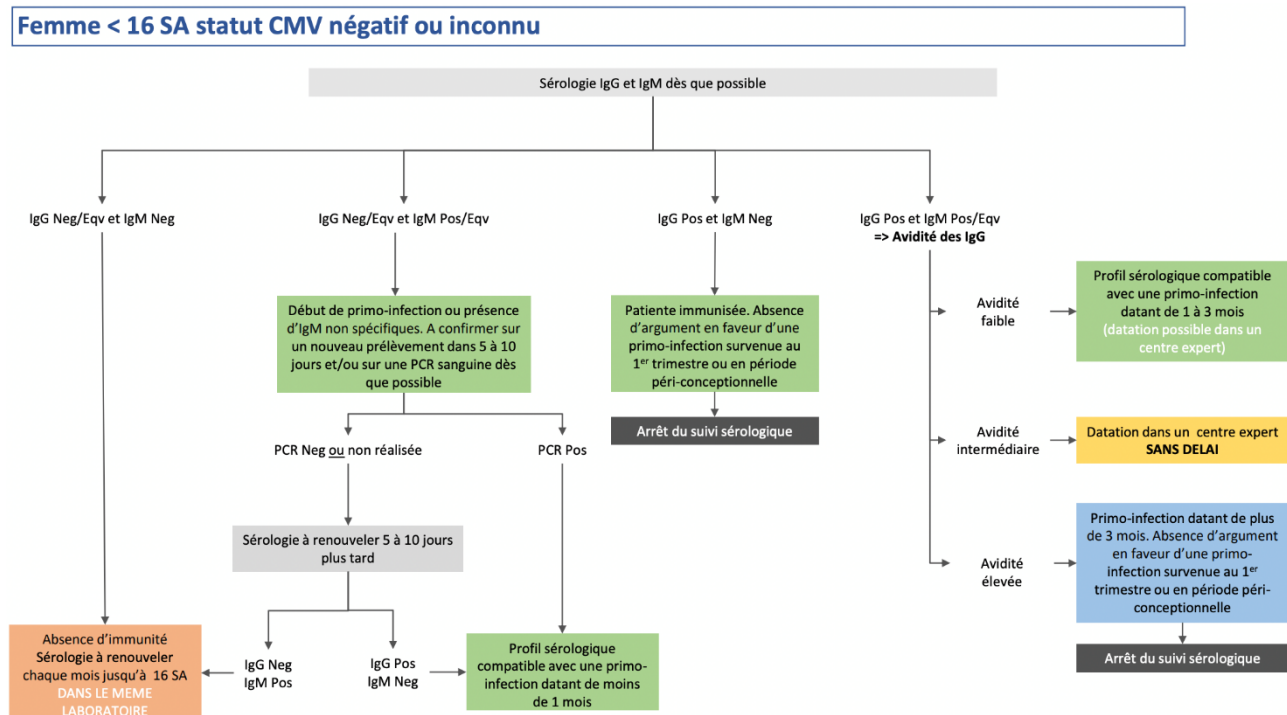 Femme < 16 SA statut CMV négatif ou inconnu
Sérologie IgG et IgM dès que possible
IgG Neg/Eqv et IgM Neg
IgG Neg/Eqv et IgM Pos/Eqv
IgG Pos et IgM Neg
IgG Pos et IgM Pos/Eqv
=> Avidité des IgG
Début de primo-infection ou présence
d'IgM non spécifiques. A confirmer sur
un nouveau prélèvement dans 5 à 10
jours et/ou sur une PCR sanguine dès
que possible
Patiente immunisée. Absence
d'argument en faveur d'une
primo-infection survenue au
1er trimestre ou en période
péri-conceptionnelle
Arrêt du suivi sérologique
Avidité
faible
Profil sérologique compatible
avec une primo-infection
datant de 1 à 3 mois
(datation possible dans un
centre expert)
PCR Neg ou non réalisée
PCR Pos
Avidité
intermédiaire
Datation dans un centre expert
SANS DELAI
Sérologie à renouveler 5 à 10 jours
plus tard
Avidité
élevée
Primo-infection datant de plus
de 3 mois. Absence d'argument
en faveur d'une primo-
infection survenue au 1er
trimestre ou en période péri-
conceptionnelle
Arrêt du suivi sérologique
Absence d'immunité
Sérologie à renouveler
chaque mois jusqu'à 16 SA
DANS LE MEME
LABORATOIRE
IgG Neg
IgM Pos
IgG Pos
IgM Neg
Profil sérologique
compatible avec une primo-
infection datant de moins
de 1 mois